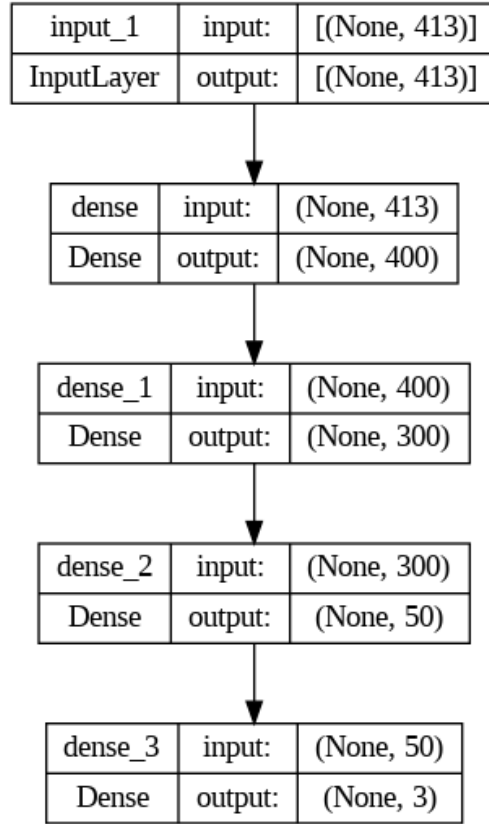 input_1 input: [(None, 413)]
InputLayer output: [(None, 413)]
dense input: (None, 413)
Dense output: (None, 400)
dense_1 input: (None, 400)
Dense output: (None, 300)
dense_2 input: (None, 300)
Dense output: (None, 50)
dense_3 input: (None, 50)
Dense output: (None, 3)